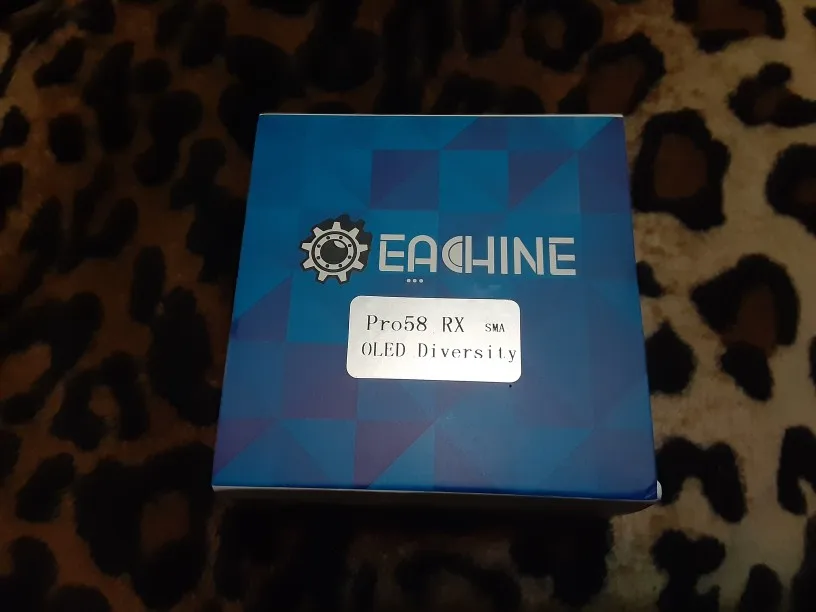 EACHINE
Pro58 RX SMA
OLED Diversity